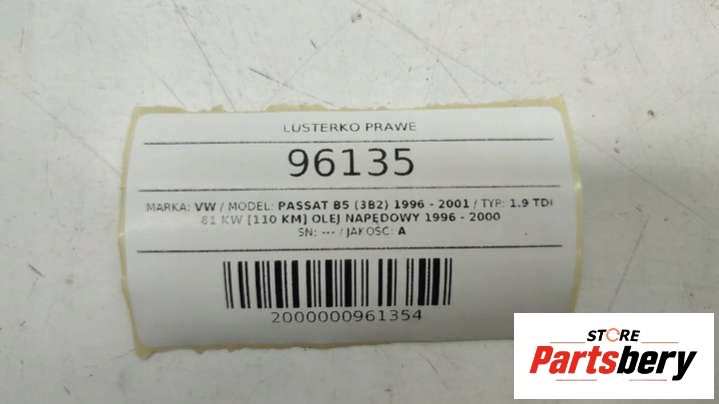 LUSTERKO PRAWE
96135
MARKA: VW / MODEL: PASSAT B5 (3B2) 1996 - 2001 / TYP: 1.9 TDI
81 KW [110 KM] OLEJ NAPĘDOWY 1996 - 2000
SN: --- / JAKOŚĆ: A
2000000961354
STORE
Partsbery